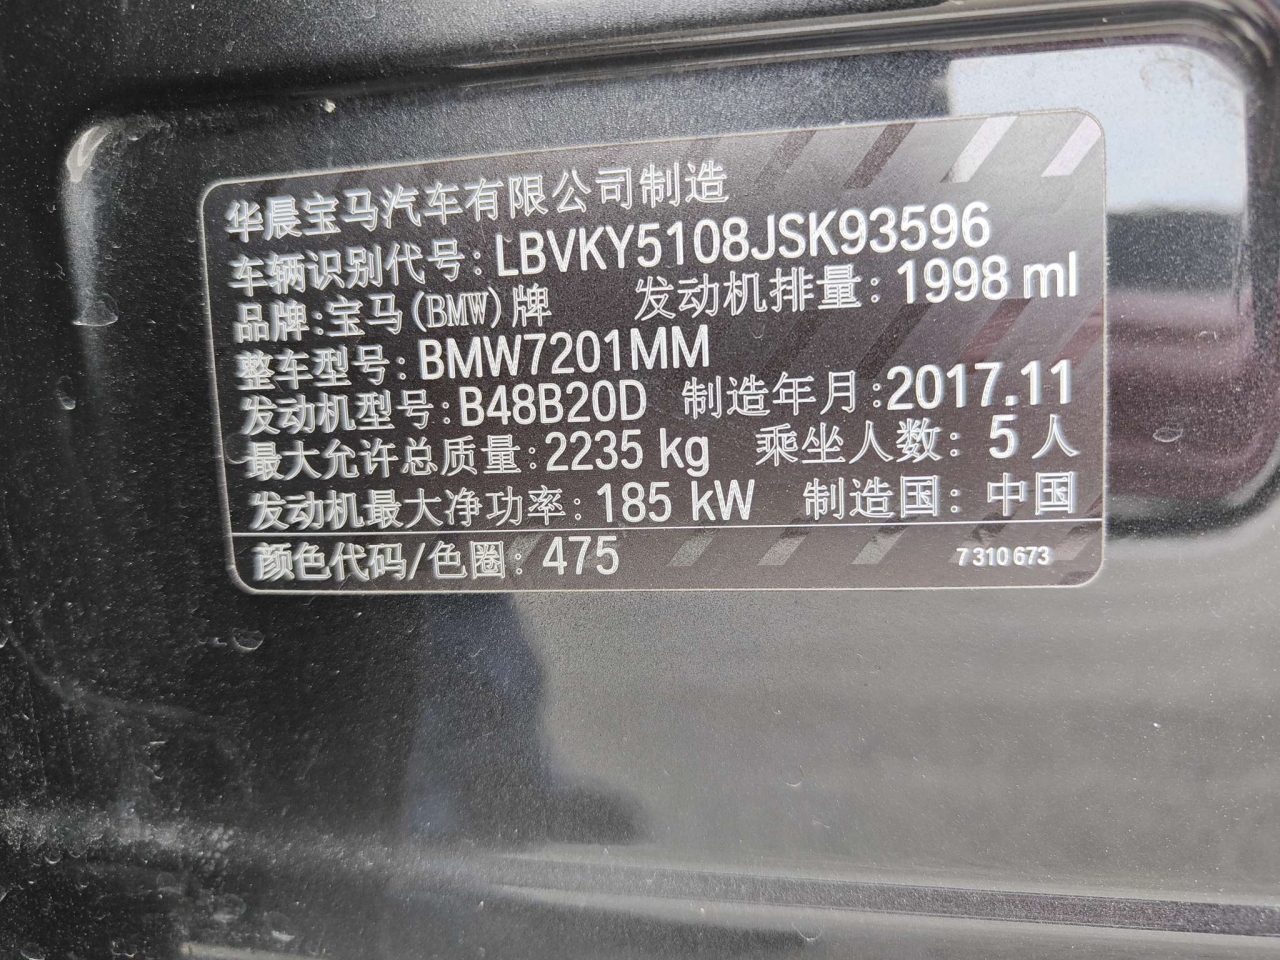 华晨宝马汽车有限公司制造
车辆识别代号: LBVKY5108JSK93596
品牌:宝马(BMW)牌 发动机排量: 1998 ml
整车型号: BMW7201MM
发动机型号: B48B20D 制造年月:2017.11
最大允许总质量:2235 kg 乘坐人数: 5 人
发动机最大净功率: 185 kW 制造国: 中国
颜色代码/色圈: 475 7 310 673